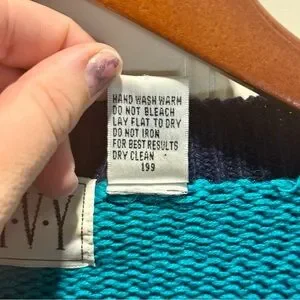 HAND WASH WARM
DO NOT BLEACH
LAY FLAT TO DRY
DO NOT IRON
FOR BEST RESULTS
DRY CLEAN
199
V·Y